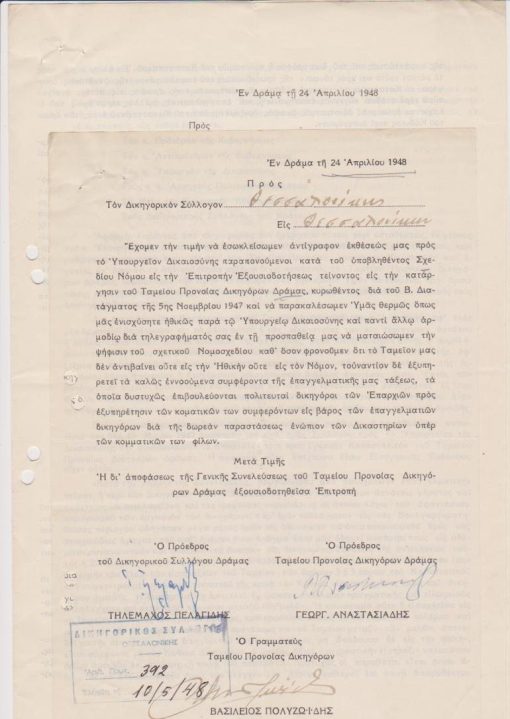 Ἐν Δράμᾳ τῇ 24 Ἀπριλίου 1948
Πρός
Ἐν Δράμᾳ τῇ 24 Ἀπριλίου 1948
Πρός
Τὸν Δικηγορικὸν Σύλλογον Θεσσαλονίκης
Εἰς Θεσσαλονίκην
Ἔχομεν τὴν τιμὴν νὰ ἐσωκλείσωμεν ἀντίγραφον ἐκθέσεώς μας πρὸς
τὸ Ὑπουργεῖον Δικαιοσύνης παραπονούμενοι κατὰ τοῦ ὑποβληθέντος Σχε-
δίου Νόμου εἰς τὴν Ἐπιτροπὴν Ἐξουσιοδοτήσεως τείνοντος εἰς τὴν κατάρ-
γησιν τοῦ Ταμείου Προνοίας Δικηγόρων Δράμας, κυρωθέντος διὰ τοῦ Β. Δια-
τάγματος τῆς 5ης Νοεμβρίου 1947 καὶ νὰ παρακαλέσωμεν Ὑμᾶς θερμῶς ὅπως
μᾶς ἐνισχύσητε ἠθικῶς παρὰ τῷ Ὑπουργείῳ Δικαιοσύνης καὶ παντὶ ἄλλῳ ἁρ-
μοδίῳ διὰ τηλεγραφήματός σας ἐν τῇ προσπαθείᾳ μας νὰ ματαιώσωμεν τὴν
ψήφισιν τοῦ σχετικοῦ Νομοσχεδίου καθ' ὅσον φρονοῦμεν ὅτι τὸ Ταμεῖον μας
δὲν ἀντιβαίνει οὔτε εἰς τὴν Ἠθικὴν οὔτε εἰς τὸν Νόμον, τοὐναντίον δὲ ἐξυπη-
ρετεῖ τὰ καλῶς ἐννοούμενα συμφέροντα τῆς ἐπαγγελματικῆς μας τάξεως, τὰ
ὁποῖα δυστυχῶς ἐπιβουλεύονται πολιτευταὶ δικηγόροι τῶν Ἐπαρχιῶν πρὸς
ἐξυπηρέτησιν τῶν κοματικῶν των συμφερόντων εἰς βάρος τῶν ἐπαγγελματιῶν
δικηγόρων διὰ τῆς δωρεὰν παραστάσεως ἐνώπιον τῶν Δικαστηρίων ὑπὲρ
τῶν κομματικῶν των φίλων.
Μετὰ Τιμῆς
Ἡ δι' ἀποφάσεως τῆς Γενικῆς Συνελεύσεως τοῦ Ταμείου Προνοίας Δικηγό-
ρων Δράμας ἐξουσιοδοτηθεῖσα Ἐπιτροπὴ
Ὁ Πρόεδρος
τοῦ Δικηγορικοῦ Συλλόγου Δράμας
ΤΗΛΕΜΑΧΟΣ ΠΕΛΑΓΙΔΗΣ
Ὁ Πρόεδρος
Ταμείου Προνοίας Δικηγόρων Δράμας
ΓΕΩΡΓ. ΑΝΑΣΤΑΣΙΑΔΗΣ
ΔΙΚΗΓΟΡΙΚΟΣ ΣΥΛΛΟΓΟΣ
ΘΕΣΣΑΛΟΝΙΚΗΣ
Ἀριθ. Πρωτ. 392
10/5/48
Ὁ Γραμματεὺς
Ταμείου Προνοίας Δικηγόρων
ΒΑΣΙΛΕΙΟΣ ΠΟΛΥΖΩΪΔΗΣ